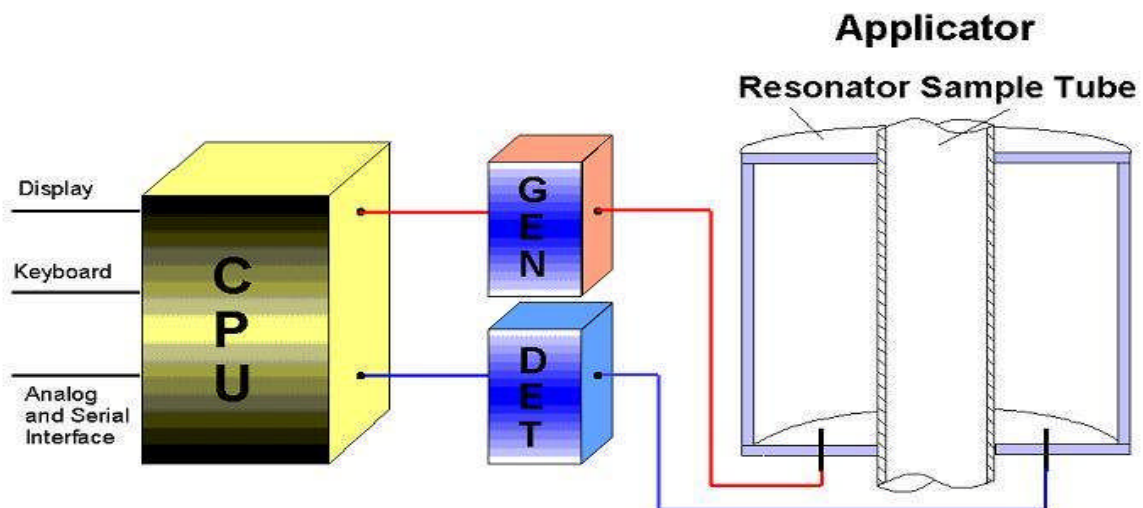 Applicator
Resonator Sample Tube
Display
Keyboard
Analog
and Serial
Interface
C
P
U
G
E
N
D
E
T